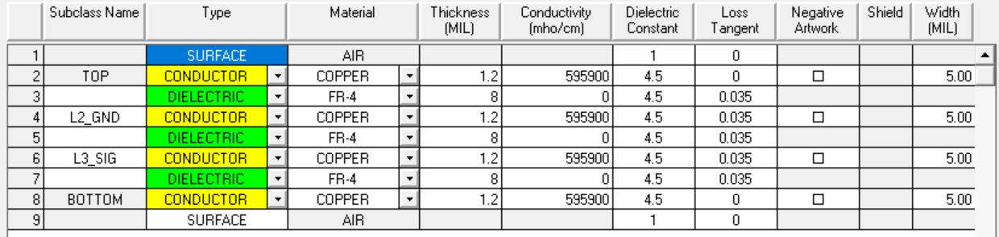 Subclass Name Type Material Thickness (MIL) Conductivity (mho/cm) Dielectric Constant Loss Tangent Negative Artwork Shield Width (MIL)
1 SURFACE AIR 1 0
2 TOP CONDUCTOR COPPER 1.2 595900 4.5 0 5.00
3 DIELECTRIC FR-4 8 0 4.5 0.035
4 L2_GND CONDUCTOR COPPER 1.2 595900 4.5 0.035 5.00
5 DIELECTRIC FR-4 8 0 4.5 0.035
6 L3_SIG CONDUCTOR COPPER 1.2 595900 4.5 0.035 5.00
7 DIELECTRIC FR-4 8 0 4.5 0.035
8 BOTTOM CONDUCTOR COPPER 1.2 595900 4.5 0 5.00
9 SURFACE AIR 1 0